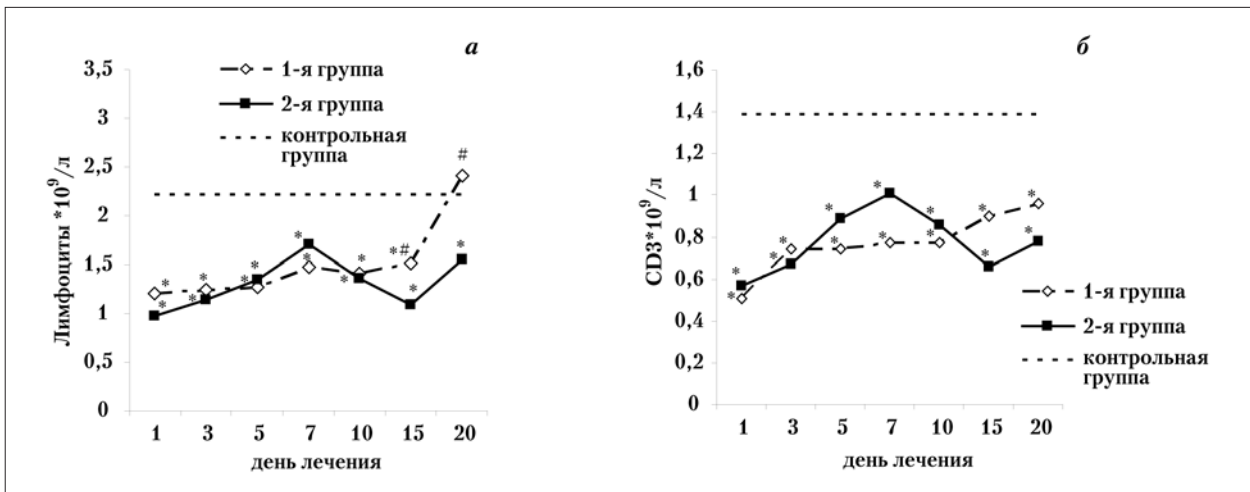 а
3,5
3
2,5
2
1,5
1
0,5
0
Лимфоциты *10⁹/л
1-я группа
2-я группа
контрольная
группа
* * * * * * * * * * *# * # *
1 3 5 7 10 15 20
день лечения
б
1,6
1,4
1,2
1
0,8
0,6
0,4
0,2
0
CD3*10⁹/л
* * * * * * * * * * * * * *
1-я группа
2-я группа
контрольная
группа
1 3 5 7 10 15 20
день лечения